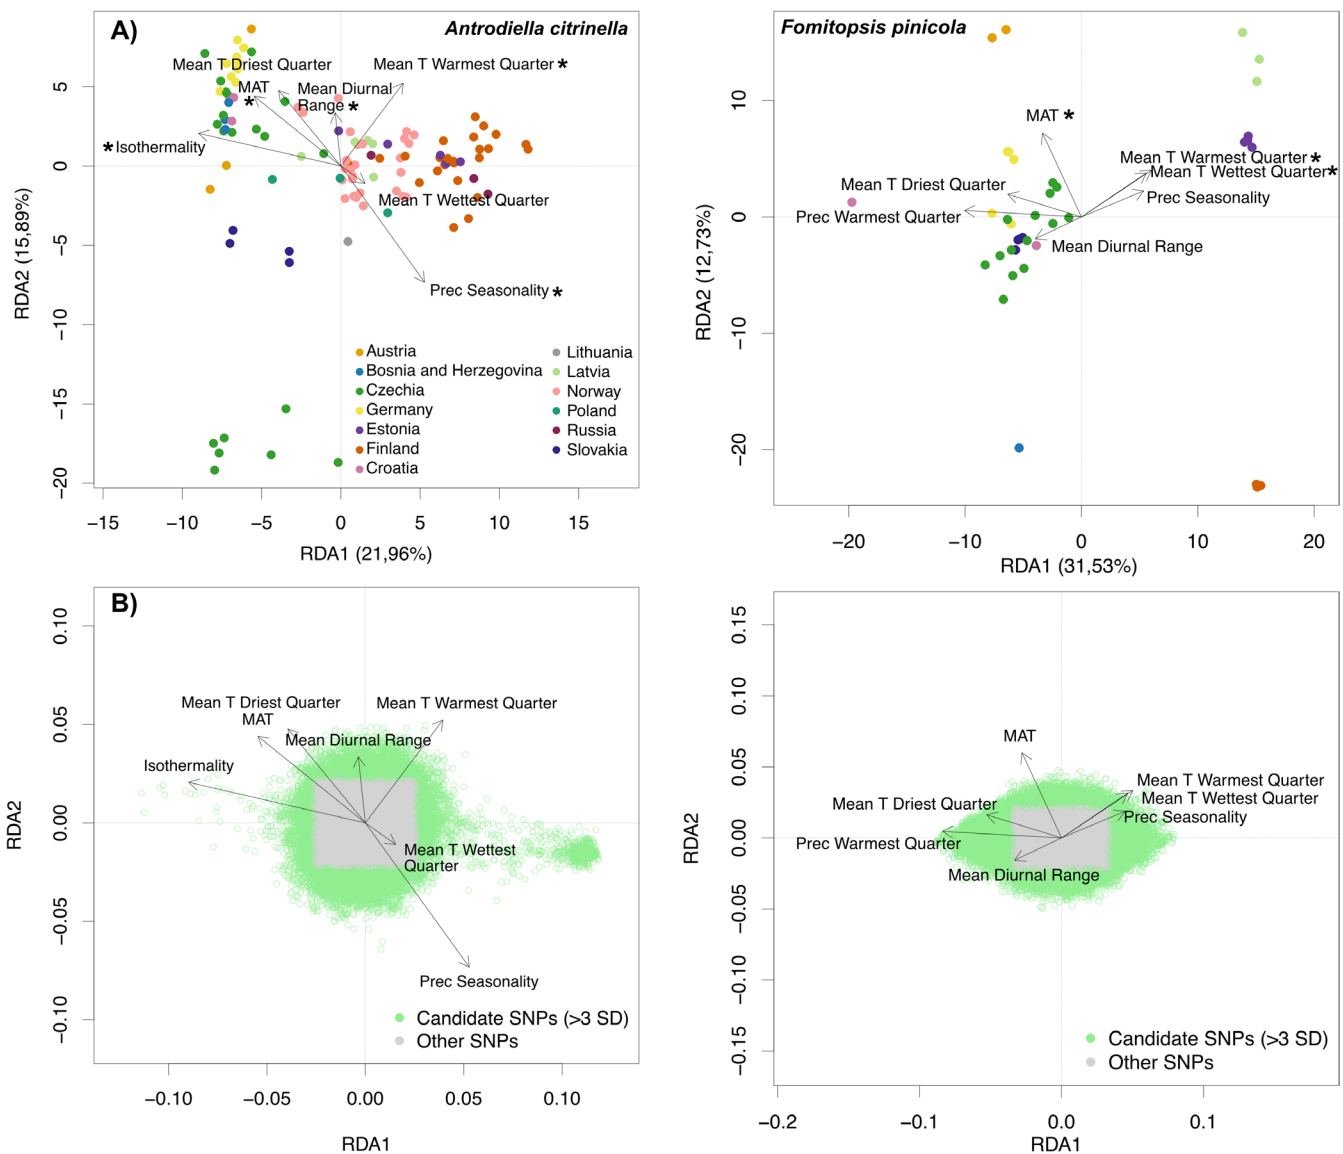 A)
Antrodiella citrinella
Mean T Driest Quarter
Mean T Warmest Quarter *
MAT
*
Mean Diurnal
Range *
* Isothermality
Mean T Wettest Quarter
Prec Seasonality *
5
0
−5
−10
−15
−20
RDA2 (15,89%)
Austria
Bosnia and Herzegovina
Czechia
Germany
Estonia
Finland
Croatia
Lithuania
Latvia
Norway
Poland
Russia
Slovakia
−15 −10 −5 0 5 10 15
RDA1 (21,96%)
Fomitopsis pinicola
MAT *
Mean T Warmest Quarter *
Mean T Wettest Quarter *
Mean T Driest Quarter
Prec Seasonality
Prec Warmest Quarter
Mean Diurnal Range
10
0
−10
−20
RDA2 (12,73%)
−20 −10 0 10 20
RDA1 (31,53%)
B)
Mean T Driest Quarter
Mean T Warmest Quarter
MAT
Mean Diurnal Range
Isothermality
Mean T Wettest
Quarter
Prec Seasonality
Candidate SNPs (>3 SD)
Other SNPs
0.10
0.05
0.00
−0.05
−0.10
RDA2
−0.10 −0.05 0.00 0.05 0.10
RDA1
MAT
Mean T Warmest Quarter
Mean T Wettest Quarter
Mean T Driest Quarter
Prec Seasonality
Prec Warmest Quarter
Mean Diurnal Range
Candidate SNPs (>3 SD)
Other SNPs
0.15
0.10
0.05
0.00
−0.05
−0.10
−0.15
RDA2
−0.2 −0.1 0.0 0.1
RDA1